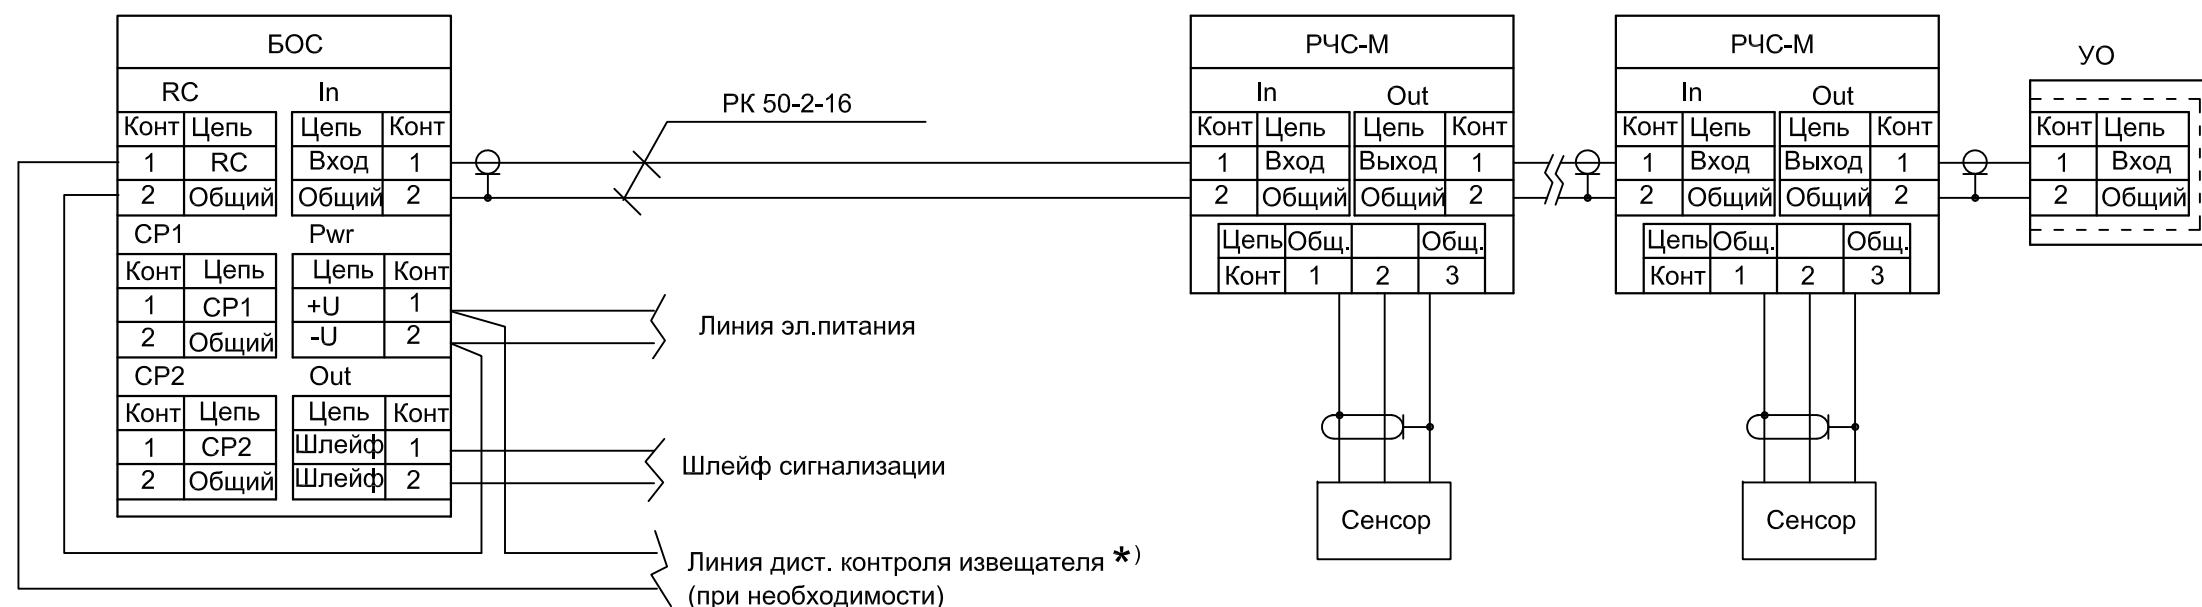 БОС
RC In
Конт Цепь Цепь Конт
1 RC Вход 1
2 Общий Общий 2
CP1 Pwr
Конт Цепь Цепь Конт
1 CP1 +U 1
2 Общий -U 2
CP2 Out
Конт Цепь Цепь Конт
1 CP2 Шлейф 1
2 Общий Шлейф 2
РК 50-2-16
Линия эл.питания
Шлейф сигнализации
Линия дист. контроля извещателя *)
(при необходимости)
РЧС-М
In Out
Конт Цепь Цепь Конт
1 Вход Выход 1
2 Общий Общий 2
Цепь Общ. Общ.
Конт 1 2 3
Сенсор
РЧС-М
In Out
Конт Цепь Цепь Конт
1 Вход Выход 1
2 Общий Общий 2
Цепь Общ. Общ.
Конт 1 2 3
Сенсор
УО
Конт Цепь
1 Вход
2 Общий